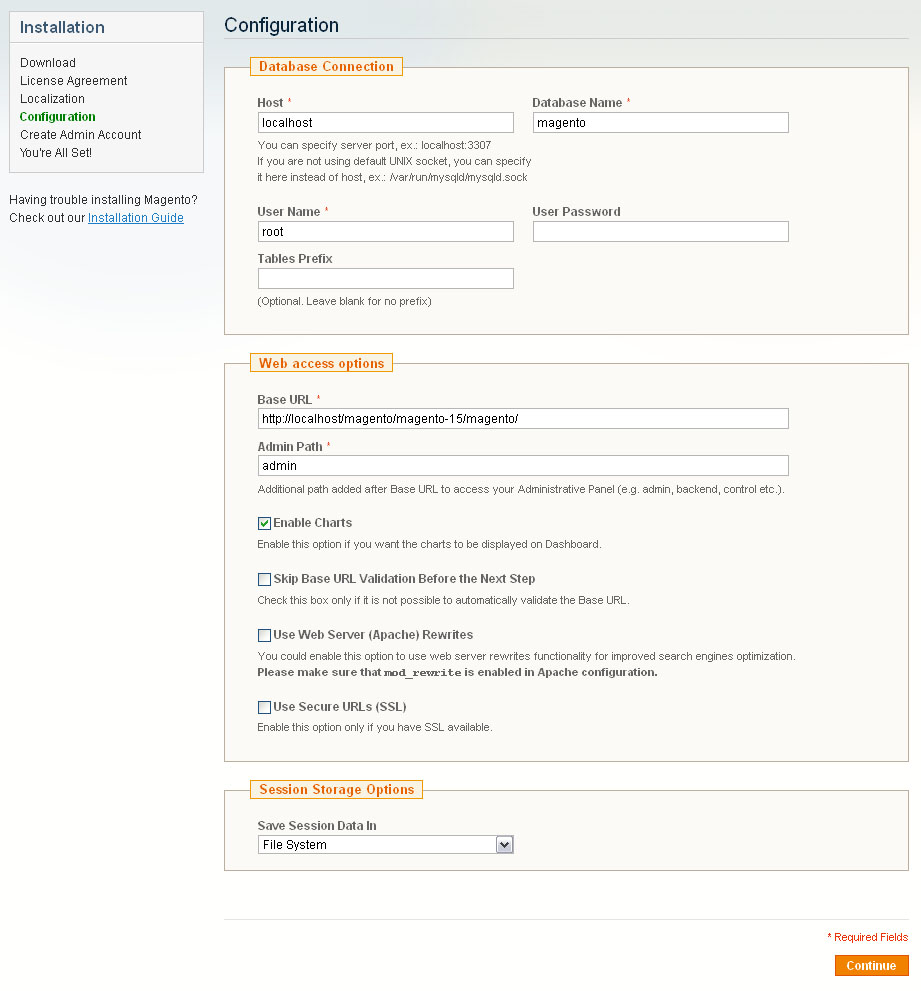 Installation
Download
License Agreement
Localization
Configuration
Create Admin Account
You're All Set!
Having trouble installing Magento?
Check out our Installation Guide
Configuration
Database Connection
Host * Database Name *
localhost magento
You can specify server port, ex.: localhost:3307
If you are not using default UNIX socket, you can specify
it here instead of host, ex.: /var/run/mysqld/mysqld.sock
User Name * User Password
root
Tables Prefix
(Optional. Leave blank for no prefix)
Web access options
Base URL *
http://localhost/magento/magento-15/magento/
Admin Path *
admin
Additional path added after Base URL to access your Administrative Panel (e.g. admin, backend, control etc.).
Enable Charts
Enable this option if you want the charts to be displayed on Dashboard.
Skip Base URL Validation Before the Next Step
Check this box only if it is not possible to automatically validate the Base URL.
Use Web Server (Apache) Rewrites
You could enable this option to use web server rewrites functionality for improved search engines optimization.
Please make sure that mod_rewrite is enabled in Apache configuration.
Use Secure URLs (SSL)
Enable this option only if you have SSL available.
Session Storage Options
Save Session Data In
File System
* Required Fields
Continue